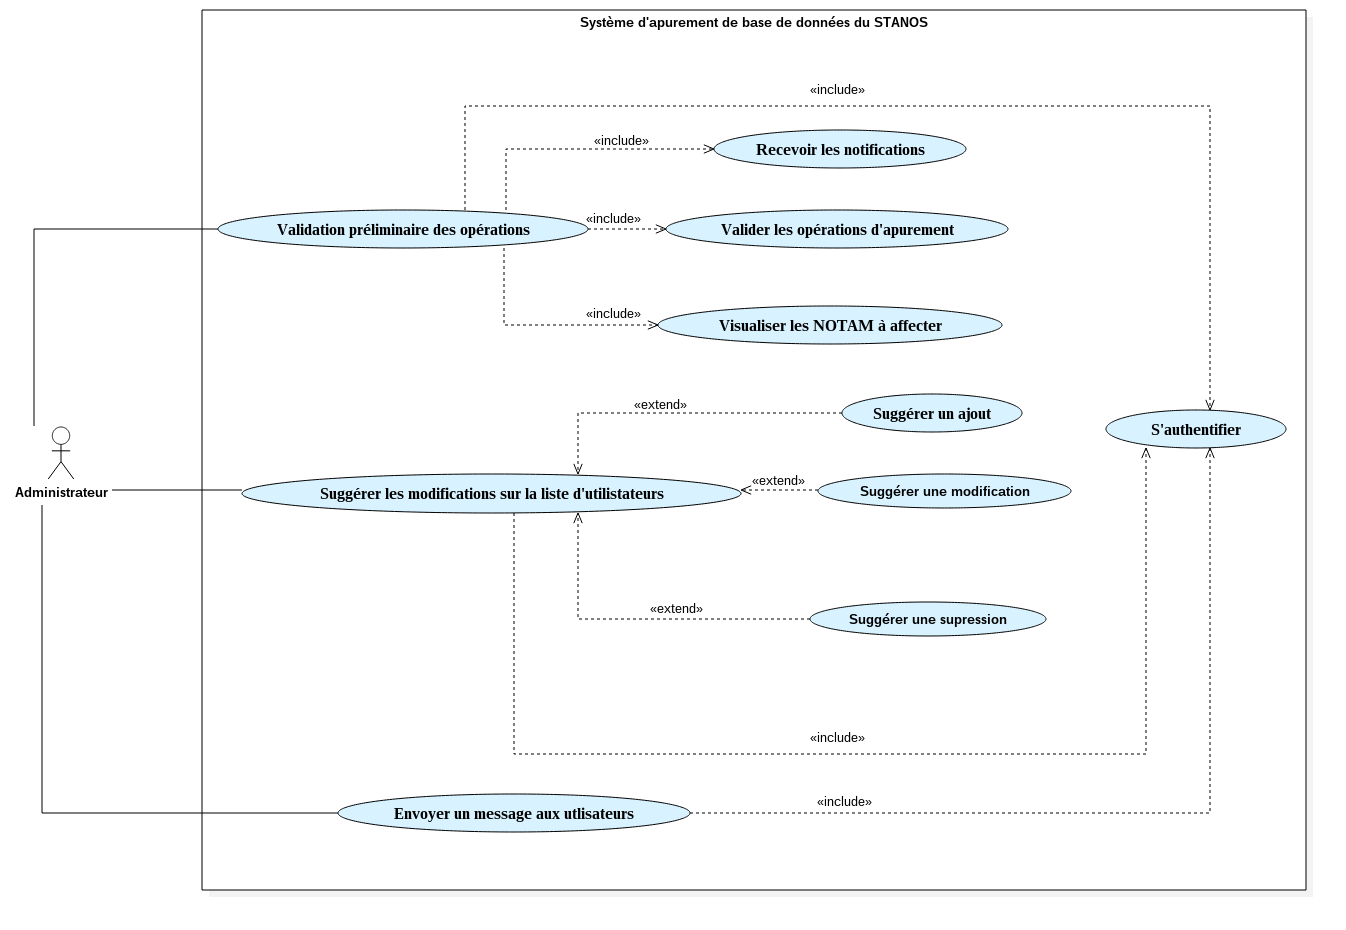 Système d'apurement de base de données du STANOS
«include»
«include»
Recevoir les notifications
«include»
Validation préliminaire des opérations
Valider les opérations d'apurement
«include»
Visualiser les NOTAM à affecter
«extend»
Suggérer un ajout
S'authentifier
«extend»
Administrateur
Suggérer les modifications sur la liste d'utilistateurs
Suggérer une modification
«extend»
Suggérer une supression
«include»
«include»
Envoyer un message aux utlisateurs